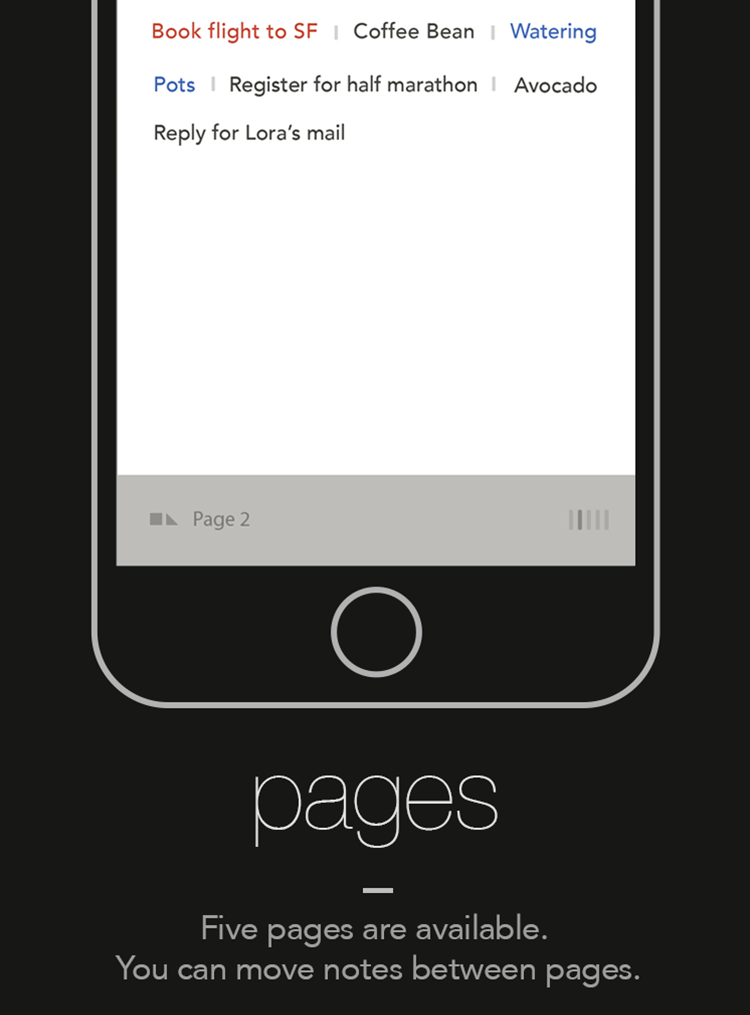 Book flight to SF | Coffee Bean | Watering
Pots | Register for half marathon | Avocado
Reply for Lora’s mail
Page 2
pages
Five pages are available.
You can move notes between pages.